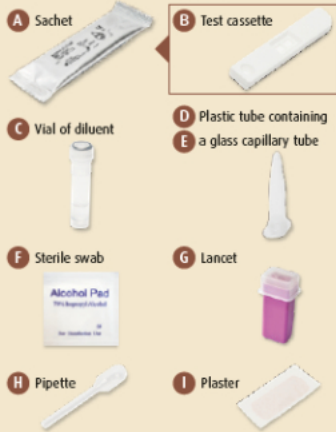 A Sachet
B Test cassette
C Vial of diluent
D Plastic tube containing
E a glass capillary tube
F Sterile swab
Alcohol Pad
G Lancet
H Pipette
I Plaster